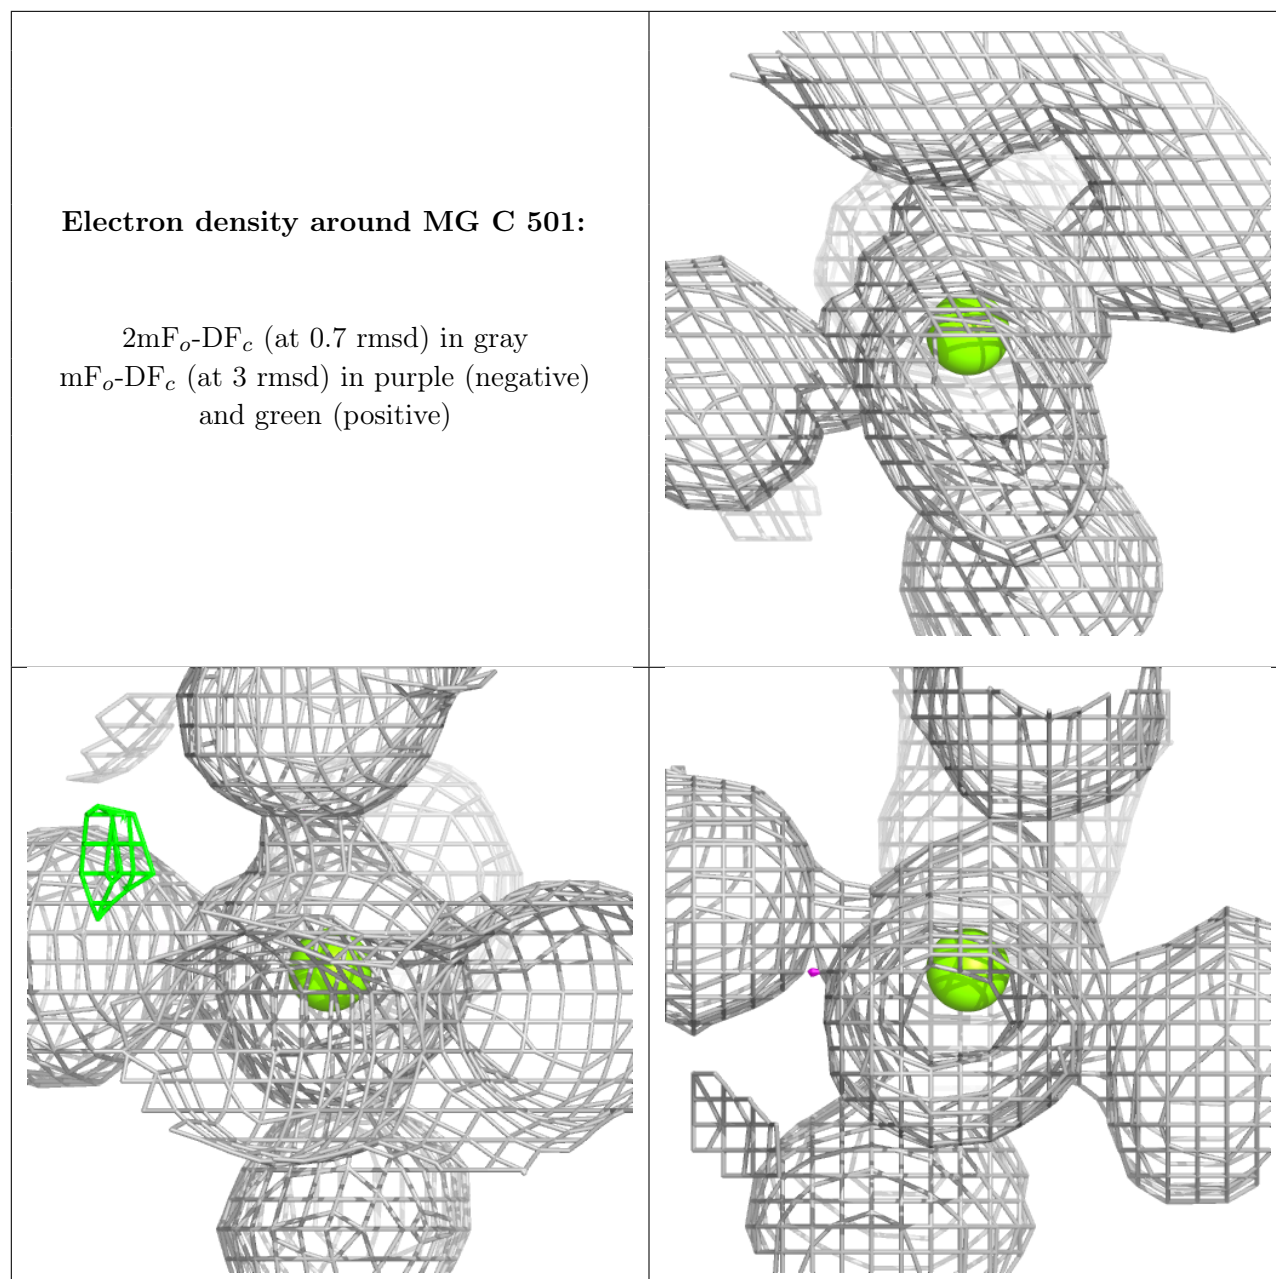 Electron density around MG C 501:
2mFo-DFc (at 0.7 rmsd) in gray
mFo-DFc (at 3 rmsd) in purple (negative)
and green (positive)